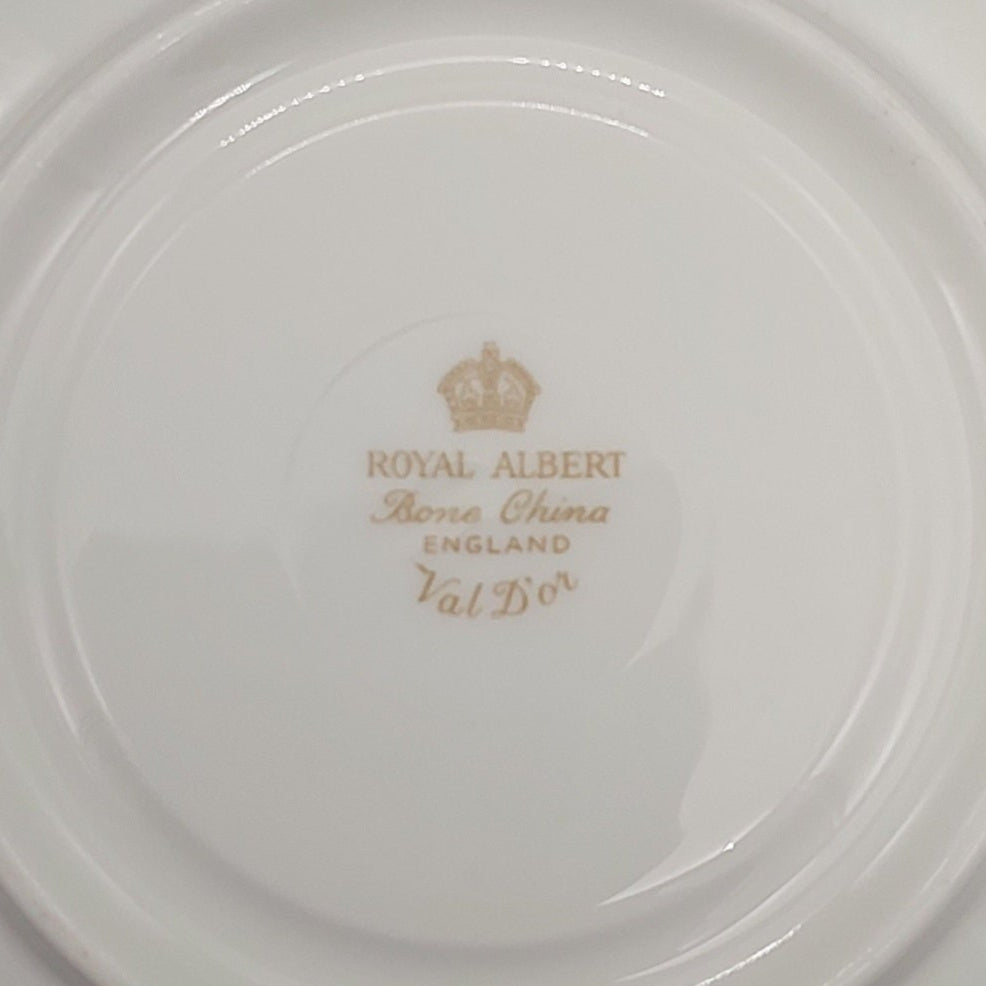 ROYAL ALBERT
Bone China
ENGLAND
Val D'or